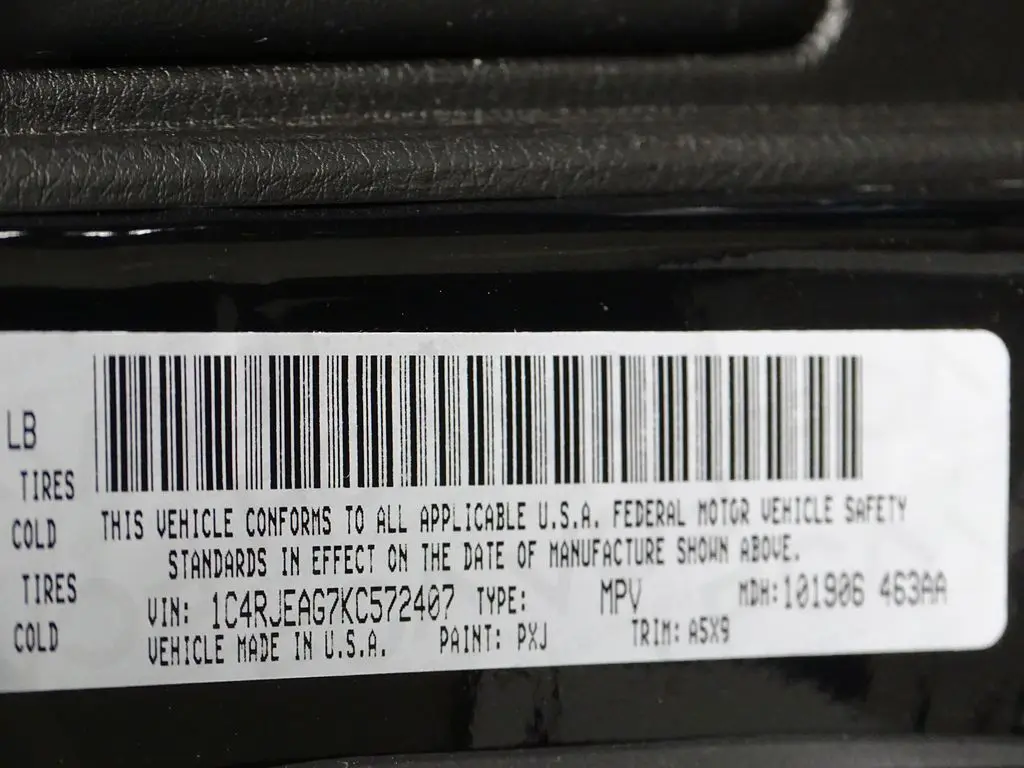 LB
TIRES
COLD
TIRES
COLD
THIS VEHICLE CONFORMS TO ALL APPLICABLE U.S.A. FEDERAL MOTOR VEHICLE SAFETY
STANDARDS IN EFFECT ON THE DATE OF MANUFACTURE SHOWN ABOVE.
VIN: 1C4RJEAG7KC572407 TYPE: MPV MDH:101906 463AA
VEHICLE MADE IN U.S.A. PAINT: PXJ TRIM: A5X9